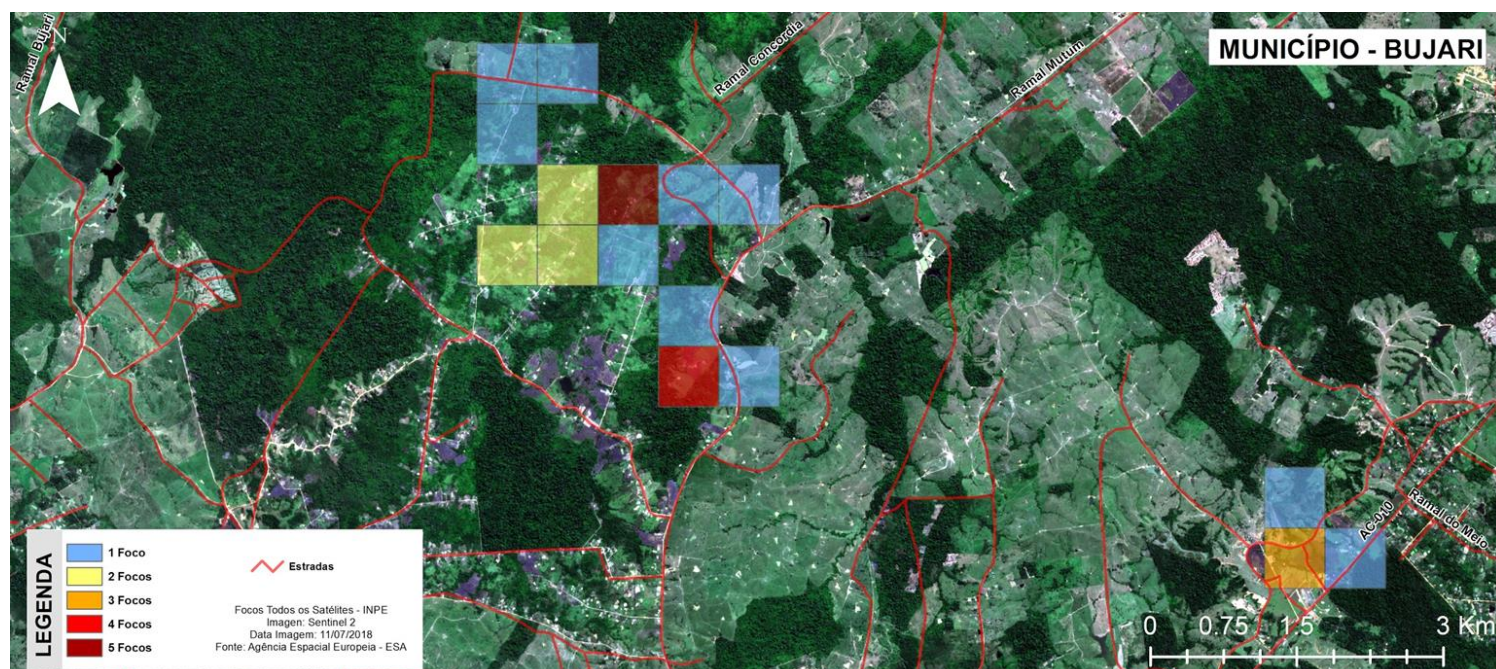 MUNICÍPIO - BUJARI
N
Ramal Bujari
Ramal Concordia
Ramal Mutum
AC-010
Ramal do Meio
LEGENDA
1 Foco
2 Focos
3 Focos
4 Focos
5 Focos
Estradas
Focos Todos os Satélites - INPE
Imagen: Sentinel 2
Data Imagem: 11/07/2018
Fonte: Agência Espacial Europeia - ESA
0 0.75 1.5 3 Km